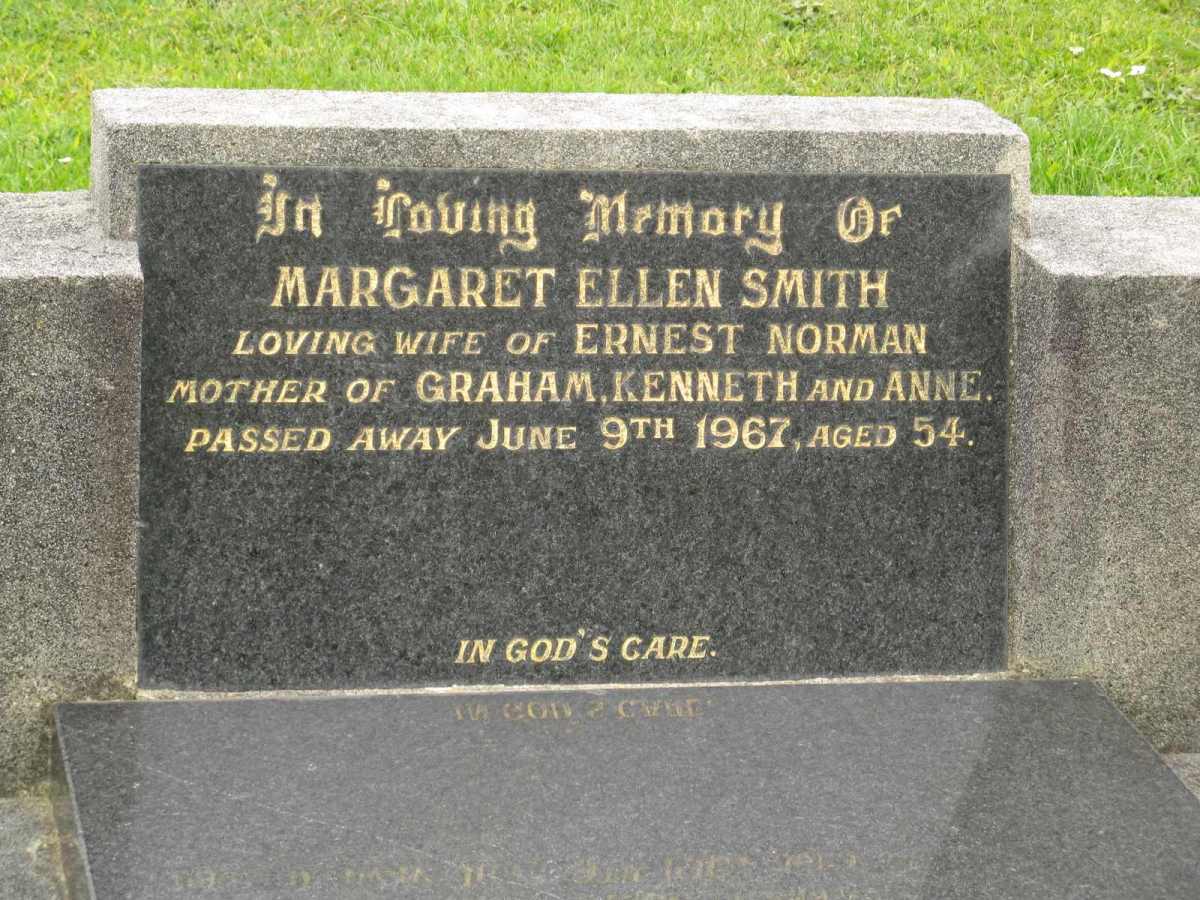 In Loving Memory Of
MARGARET ELLEN SMITH
LOVING WIFE OF ERNEST NORMAN
MOTHER OF GRAHAM, KENNETH AND ANNE.
PASSED AWAY JUNE 9TH 1967, AGED 54.
IN GOD'S CARE.